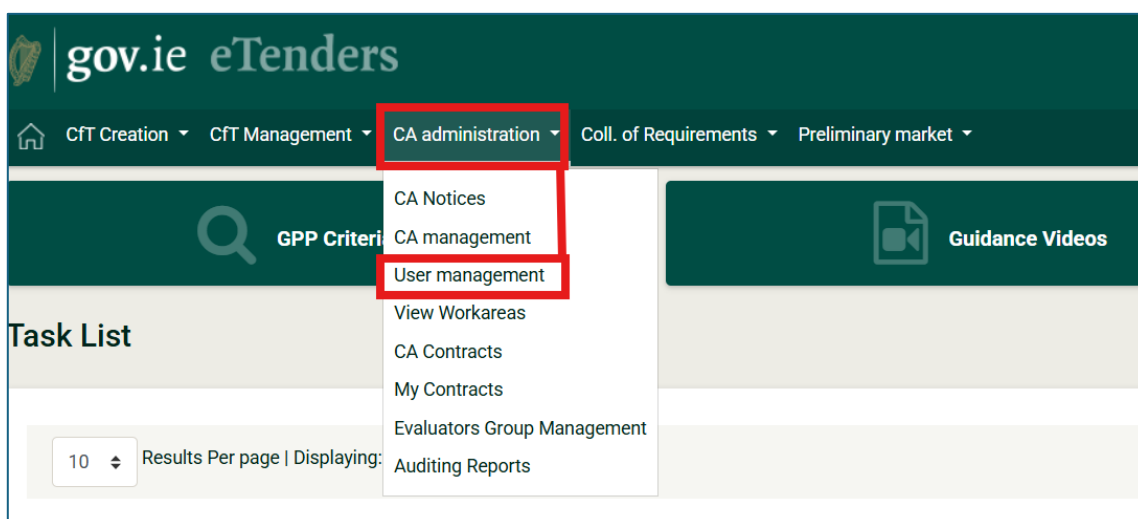 gov.ie eTenders
CfT Creation CfT Management CA administration Coll. of Requirements Preliminary market
CA Notices
GPP CA management Guidance Videos
User management
View Workareas
Task List
CA Contracts
My Contracts
Evaluators Group Management
10 Results Per page | Displaying:
Auditing Reports